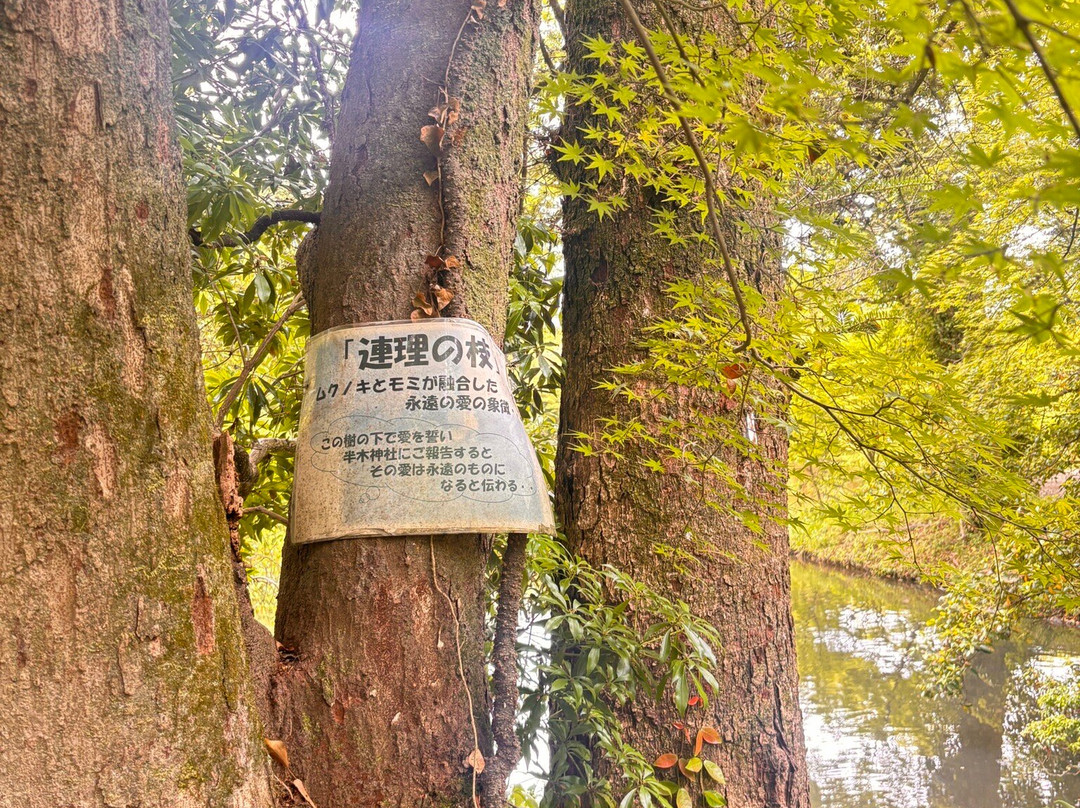 「連理の枝」
ムクノキとモミが融合した
永遠の愛の象徴・
この樹の下で愛を誓い
半木神社にご報告すると
その愛は永遠のものに
なると伝わる・・